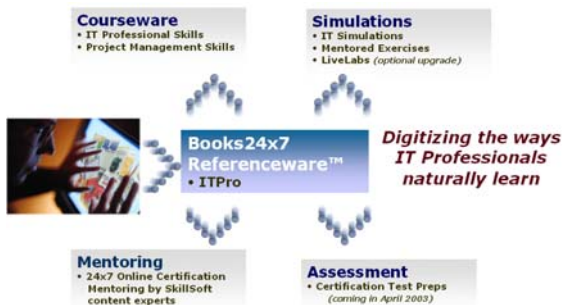 Courseware
• IT Professional Skills
• Project Management Skills
Simulations
• IT Simulations
• Mentored Exercises
• LiveLabs (optional upgrade)
Books24x7
Referenceware™
• ITPro
Digitizing the ways
IT Professionals
naturally learn
Mentoring
• 24x7 Online Certification
Mentoring by SkillSoft
content experts
Assessment
• Certification Test Preps
(coming in April 2003)